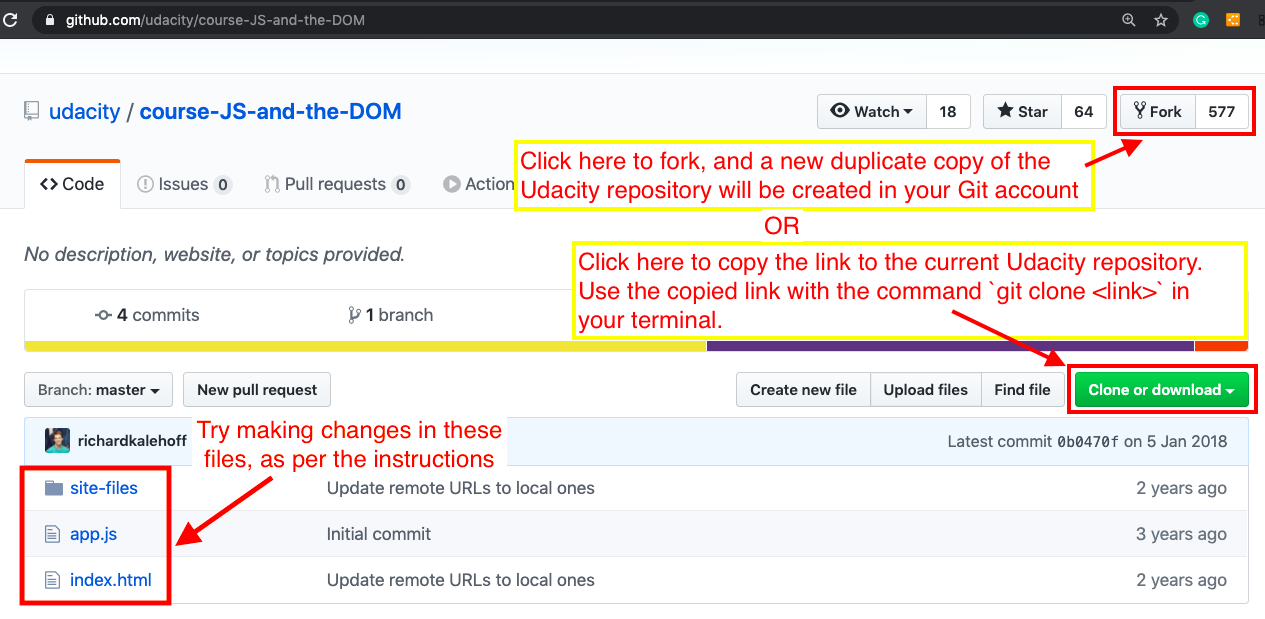 github.com/udacity/course-JS-and-the-DOM
udacity / course-JS-and-the-DOM
Watch 18 Star 64 Fork 577
Click here to fork, and a new duplicate copy of the
Udacity repository will be created in your Git account
Code Issues 0 Pull requests 0 Action
OR
No description, website, or topics provided.
Click here to copy the link to the current Udacity repository.
Use the copied link with the command `git clone <link>` in
your terminal.
4 commits 1 branch
Branch: master New pull request Create new file Upload files Find file Clone or download
Try making changes in these
files, as per the instructions
richardkalehoff Latest commit 0b0470f on 5 Jan 2018
site-files Update remote URLs to local ones 2 years ago
app.js Initial commit 3 years ago
index.html Update remote URLs to local ones 2 years ago